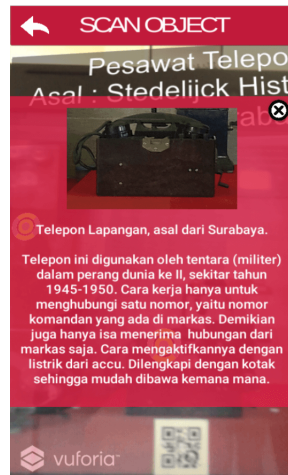 SCAN OBJECT
Pesawat Telepo
Asal : Stedelijck Hist
rabaya
Telepon Lapangan, asal dari Surabaya.
Telepon ini digunakan oleh tentara (militer)
dalam perang dunia ke II, sekitar tahun
1945-1950. Cara kerja hanya untuk
menghubungi satu nomor, yaitu nomor
komandan yang ada di markas. Demikian
juga hanya isa menerima hubungan dari
markas saja. Cara mengaktifkannya dengan
listrik dari accu. Dilengkapi dengan kotak
sehingga mudah dibawa kemana mana.
vuforia™